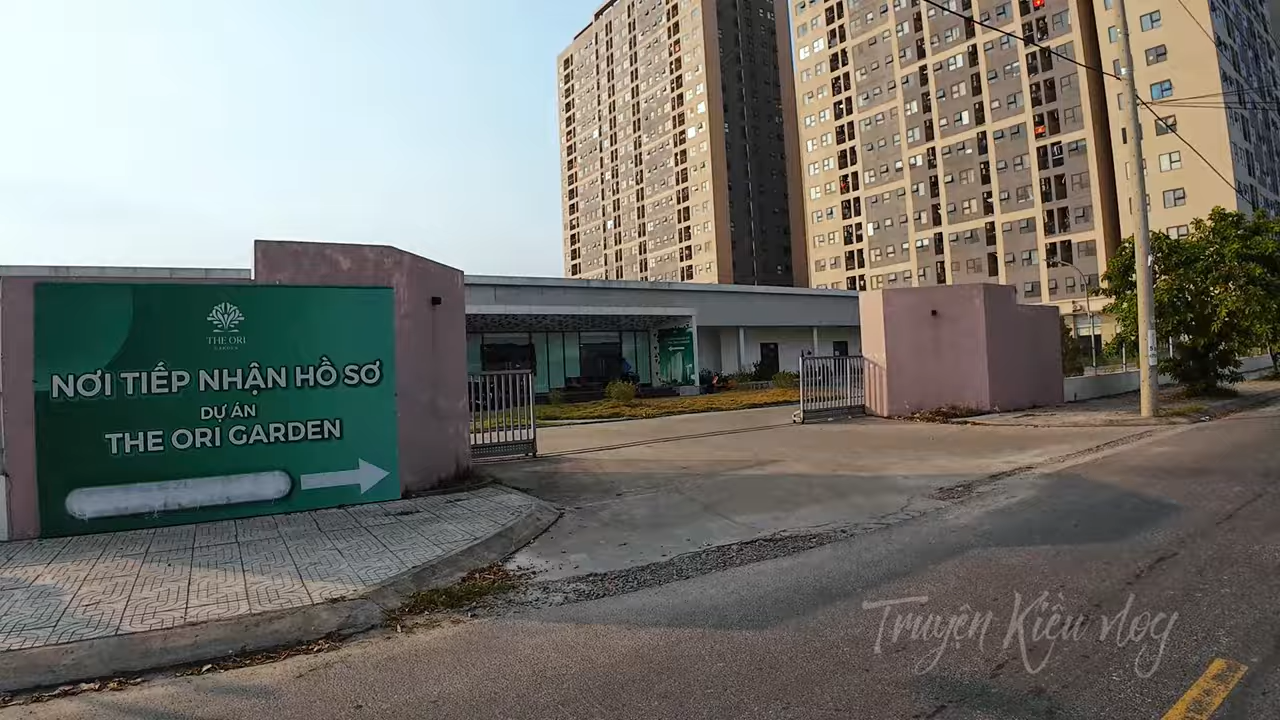 THE ORI
GARDEN
NƠI TIẾP NHẬN HỒ SƠ
DỰ ÁN
THE ORI GARDEN
Truyện Kiều vlog